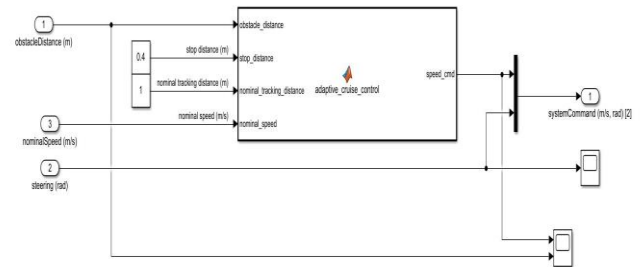 1
obstacleDistance (m)
0.4
1
stop distance (m)
nominal tracking distance (m)
3
nominalSpeed (m/s)
nominal speed (m/s)
2
steering (rad)
obstacle_distance
stop_distance
nominal_tracking_distance
nominal_speed
adaptive_cruise_control
speed_cmd
1
systemCommand (m/s, rad) [2]